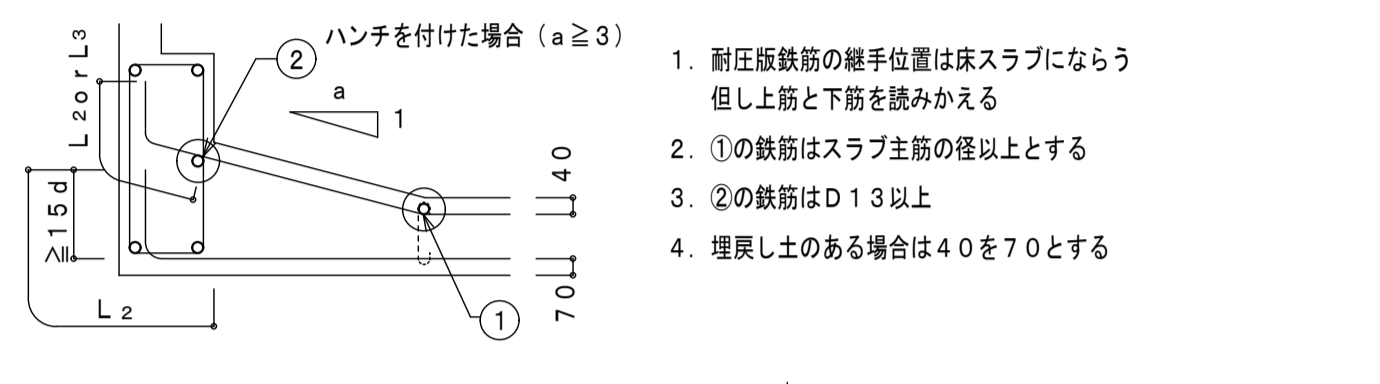 ハンチを付けた場合（ａ≧３）
②
Ｌ２ｏｒＬ３
ａ
１
４０
≧１５ｄ
Ｌ２
７０
①
１．耐圧版鉄筋の継手位置は床スラブにならう
但し上筋と下筋を読みかえる
２．①の鉄筋はスラブ主筋の径以上とする
３．②の鉄筋はＤ１３以上
４．埋戻し土のある場合は４０を７０とする